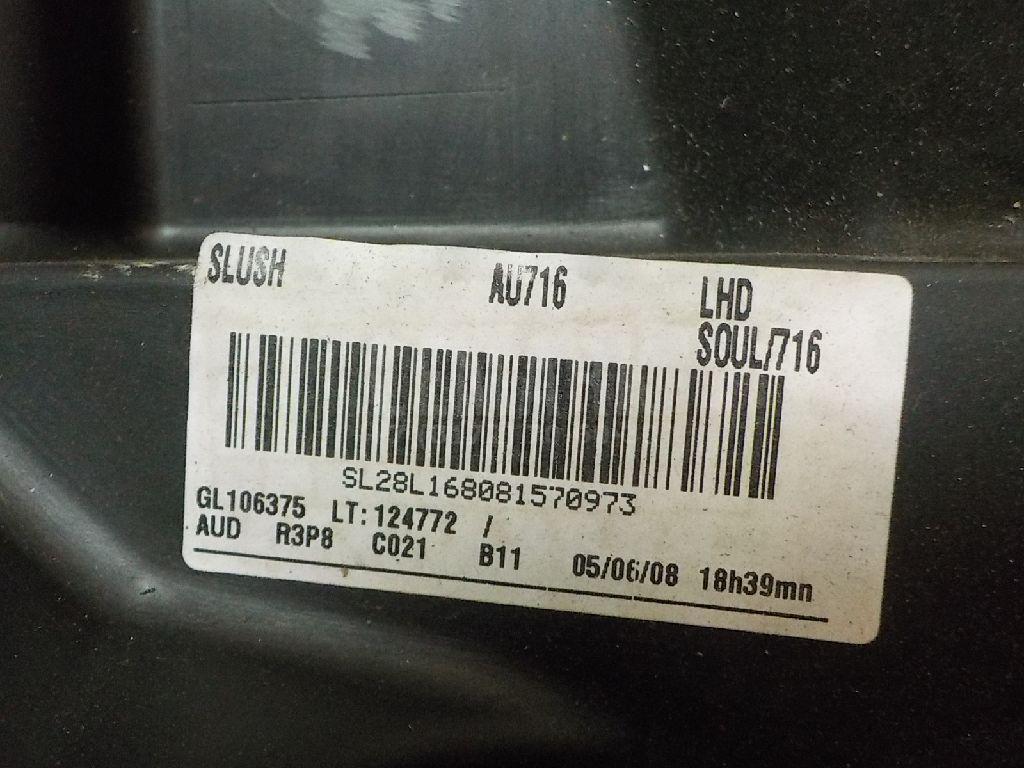 SLUSH AU716 LHD
SOUL/716
SL28L168081570973
GL106375 LT:124772 /
AUD R3P8 C021 B11 05/06/08 18h39mn